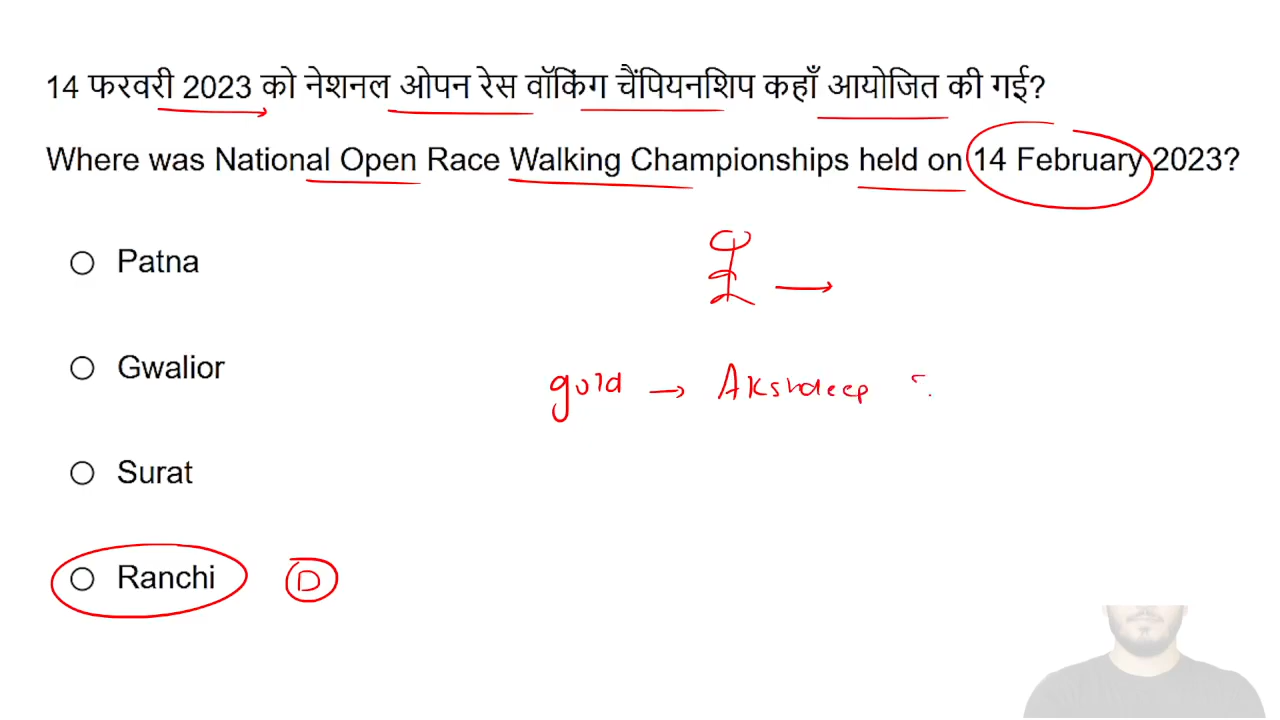 14 फरवरी 2023 को नेशनल ओपन रेस वॉकिंग चैंपियनशिप कहाँ आयोजित की गई?
Where was National Open Race Walking Championships held on 14 February 2023?
Patna
Gwalior
gold → Akshdeep
Surat
Ranchi D